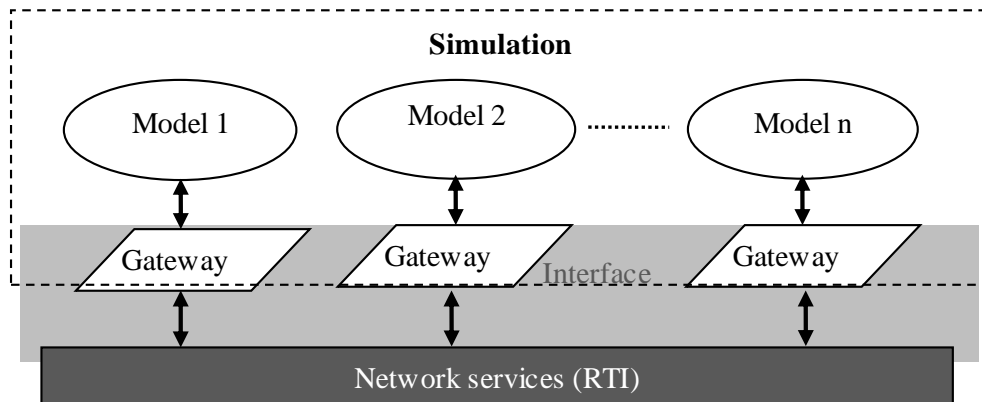 Simulation
Model 1
Model 2
Model n
Gateway
Gateway
Gateway
Interface
Network services (RTI)